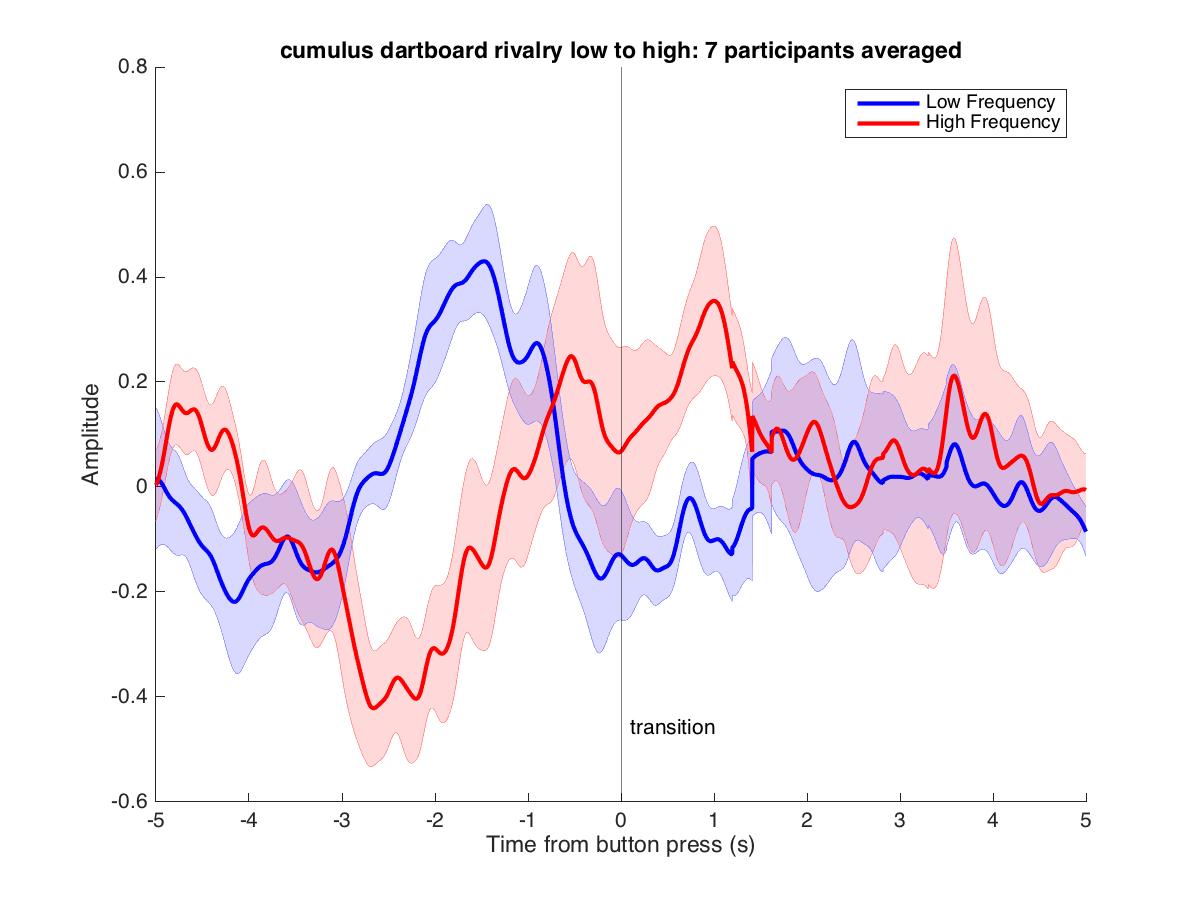 cumulus dartboard rivalry low to high: 7 participants averaged
0.8
0.6
0.4
0.2
0
-0.2
-0.4
-0.6
Amplitude
Low Frequency
High Frequency
transition
-5 -4 -3 -2 -1 0 1 2 3 4 5
Time from button press (s)